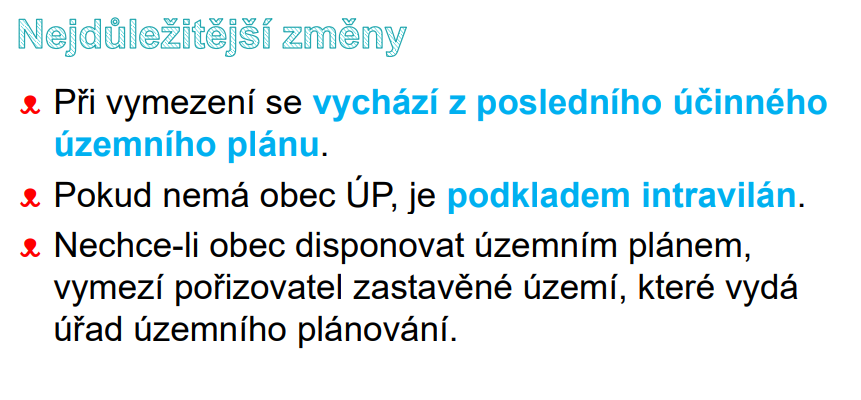 Nejdůležitější změny
Při vymezení se vychází z posledního účinného
územního plánu.
Pokud nemá obec ÚP, je podkladem intravilán.
Nechce-li obec disponovat územním plánem,
vymezí pořizovatel zastavěné území, které vydá
úřad územního plánování.